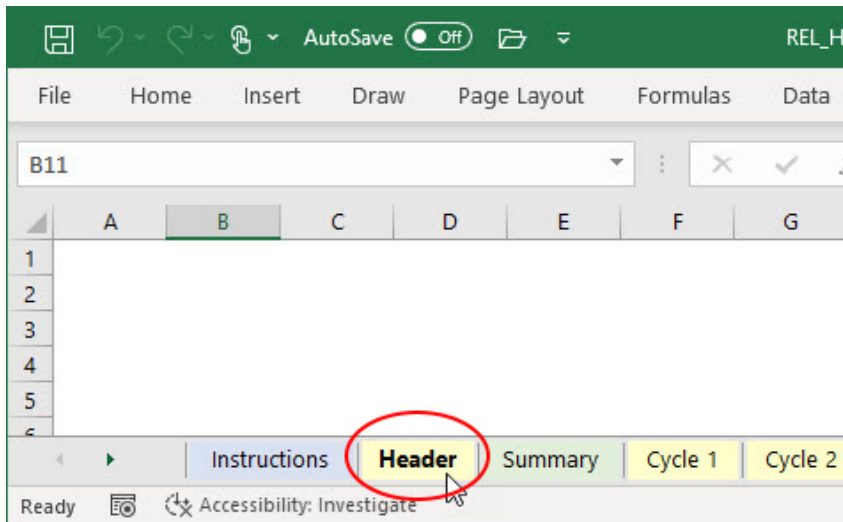 AutoSave Off REL_H
File Home Insert Draw Page Layout Formulas Data
B11
A B C D E F G
1
2
3
4
5
Instructions Header Summary Cycle 1 Cycle 2
Ready Accessibility: Investigate